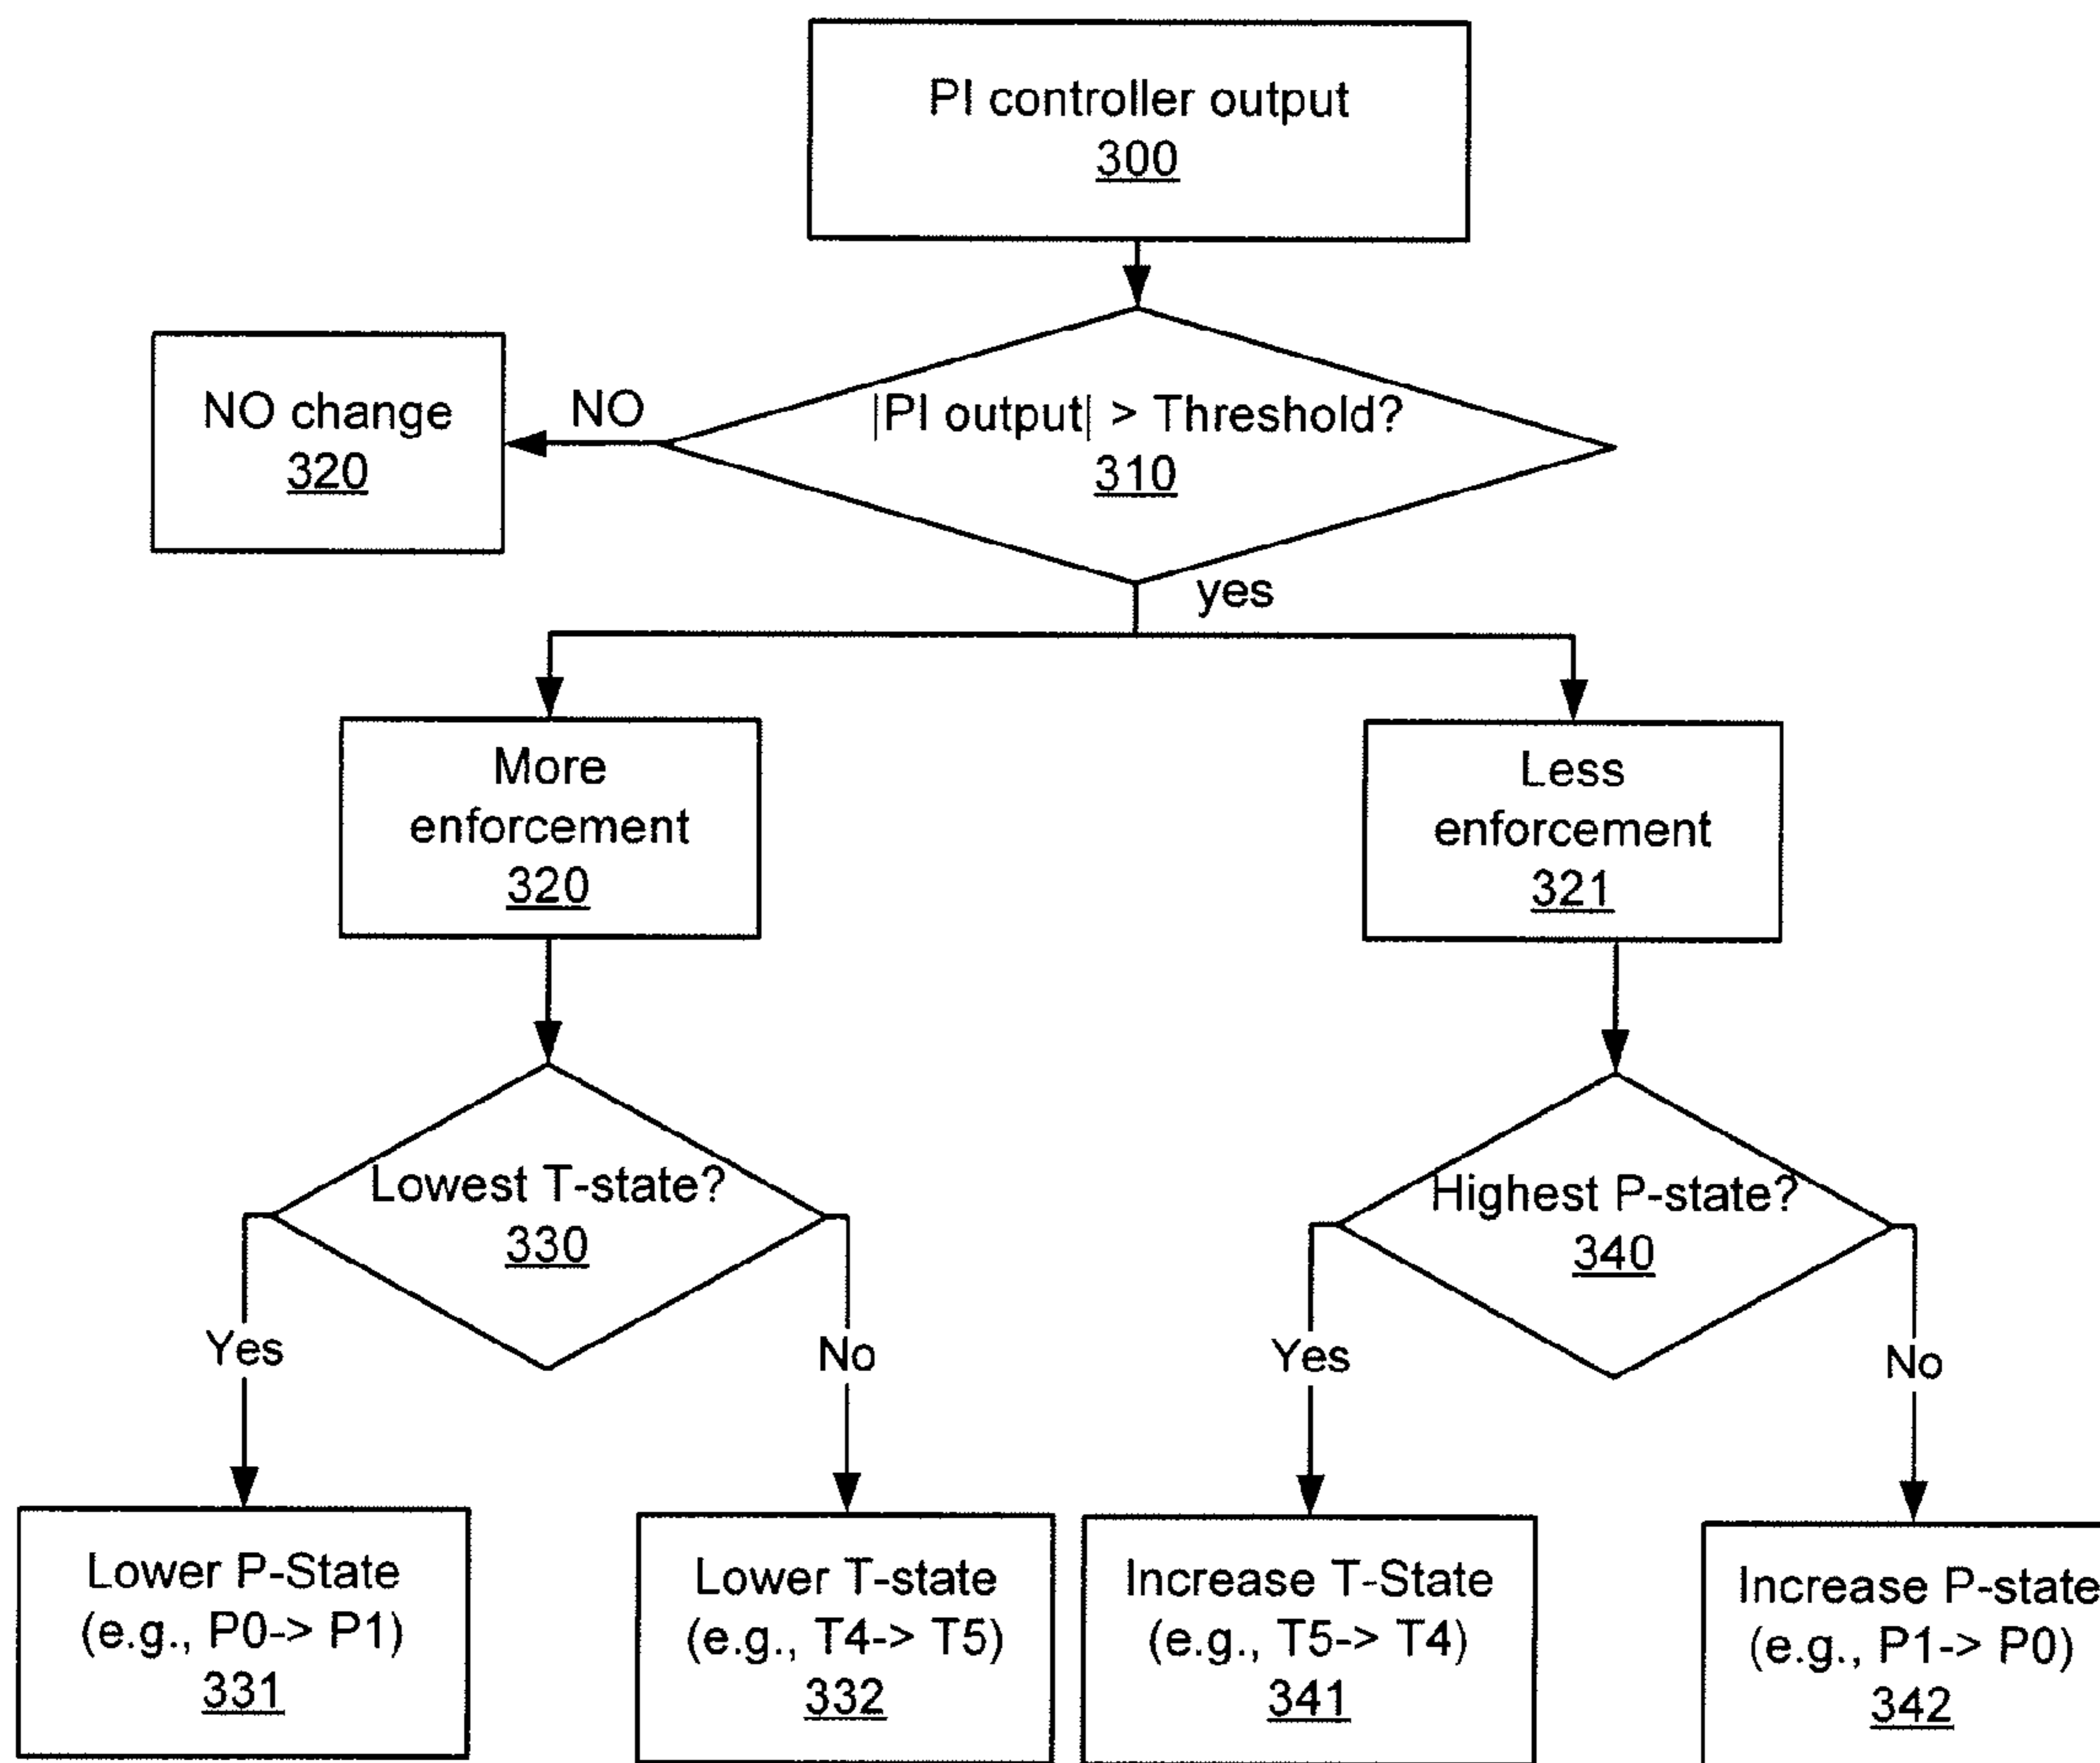 PI controller output
300
|PI output| > Threshold?
310
NO
NO change
320
yes
More
enforcement
320
Less
enforcement
321
Lowest T-state?
330
Highest P-state?
340
Yes
No
Yes
No
Lower P-State
(e.g., P0-> P1)
331
Lower T-state
(e.g., T4-> T5)
332
Increase T-State
(e.g., T5-> T4)
341
Increase P-state
(e.g., P1-> P0)
342